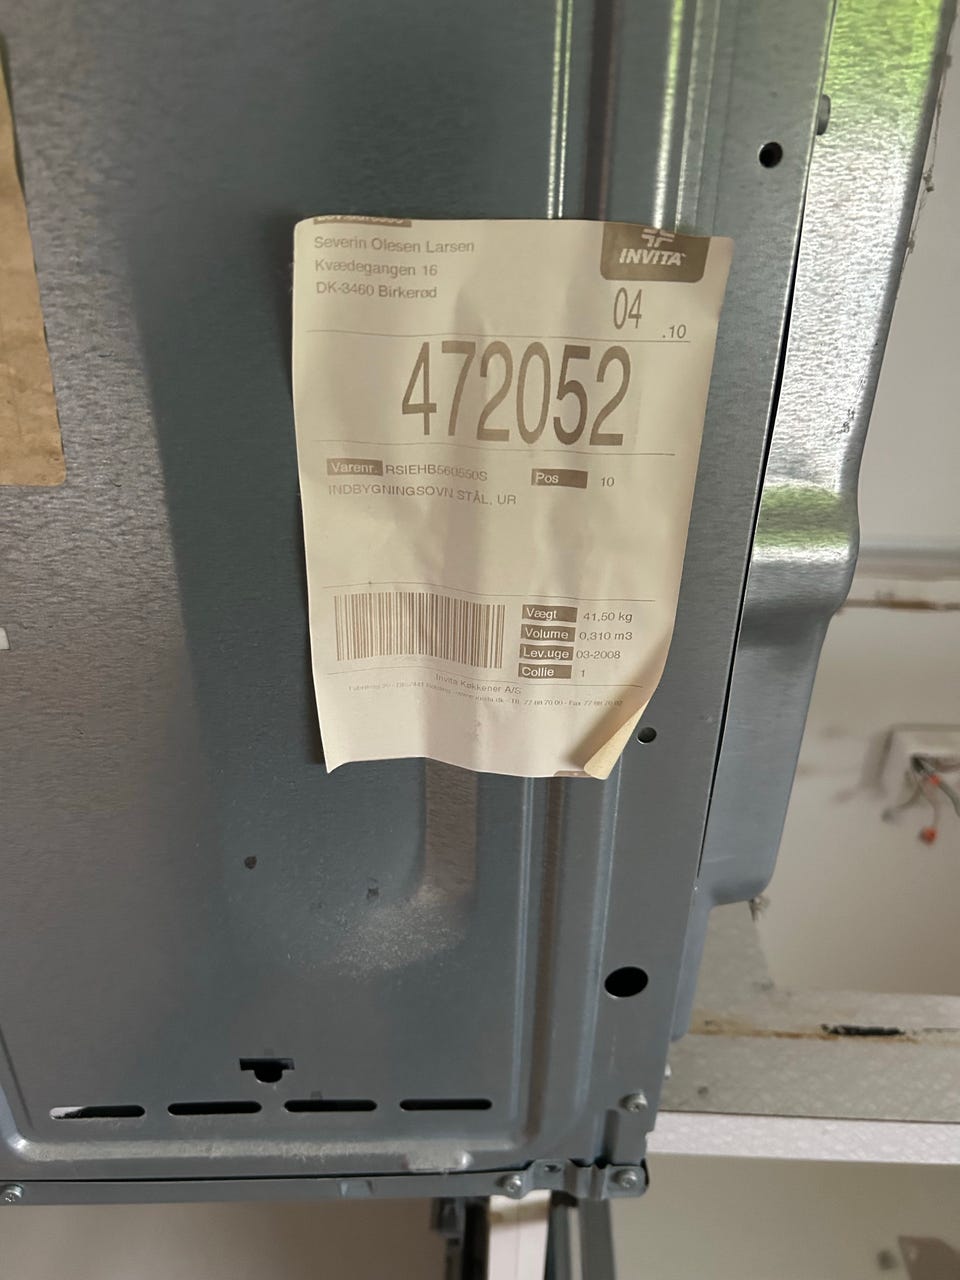 Severin Olesen Larsen
Kvædegangen 16
DK-3460 Birkerød
INVITA
04 .10
472052
Varenr. RSIEHB560550S Pos 10
INDBYGNINGSOVN STÅL, UR
Vægt 41,50 kg
Volume 0,310 m3
Lev.uge 03-2008
Collie 1
Invita Køkkener A/S